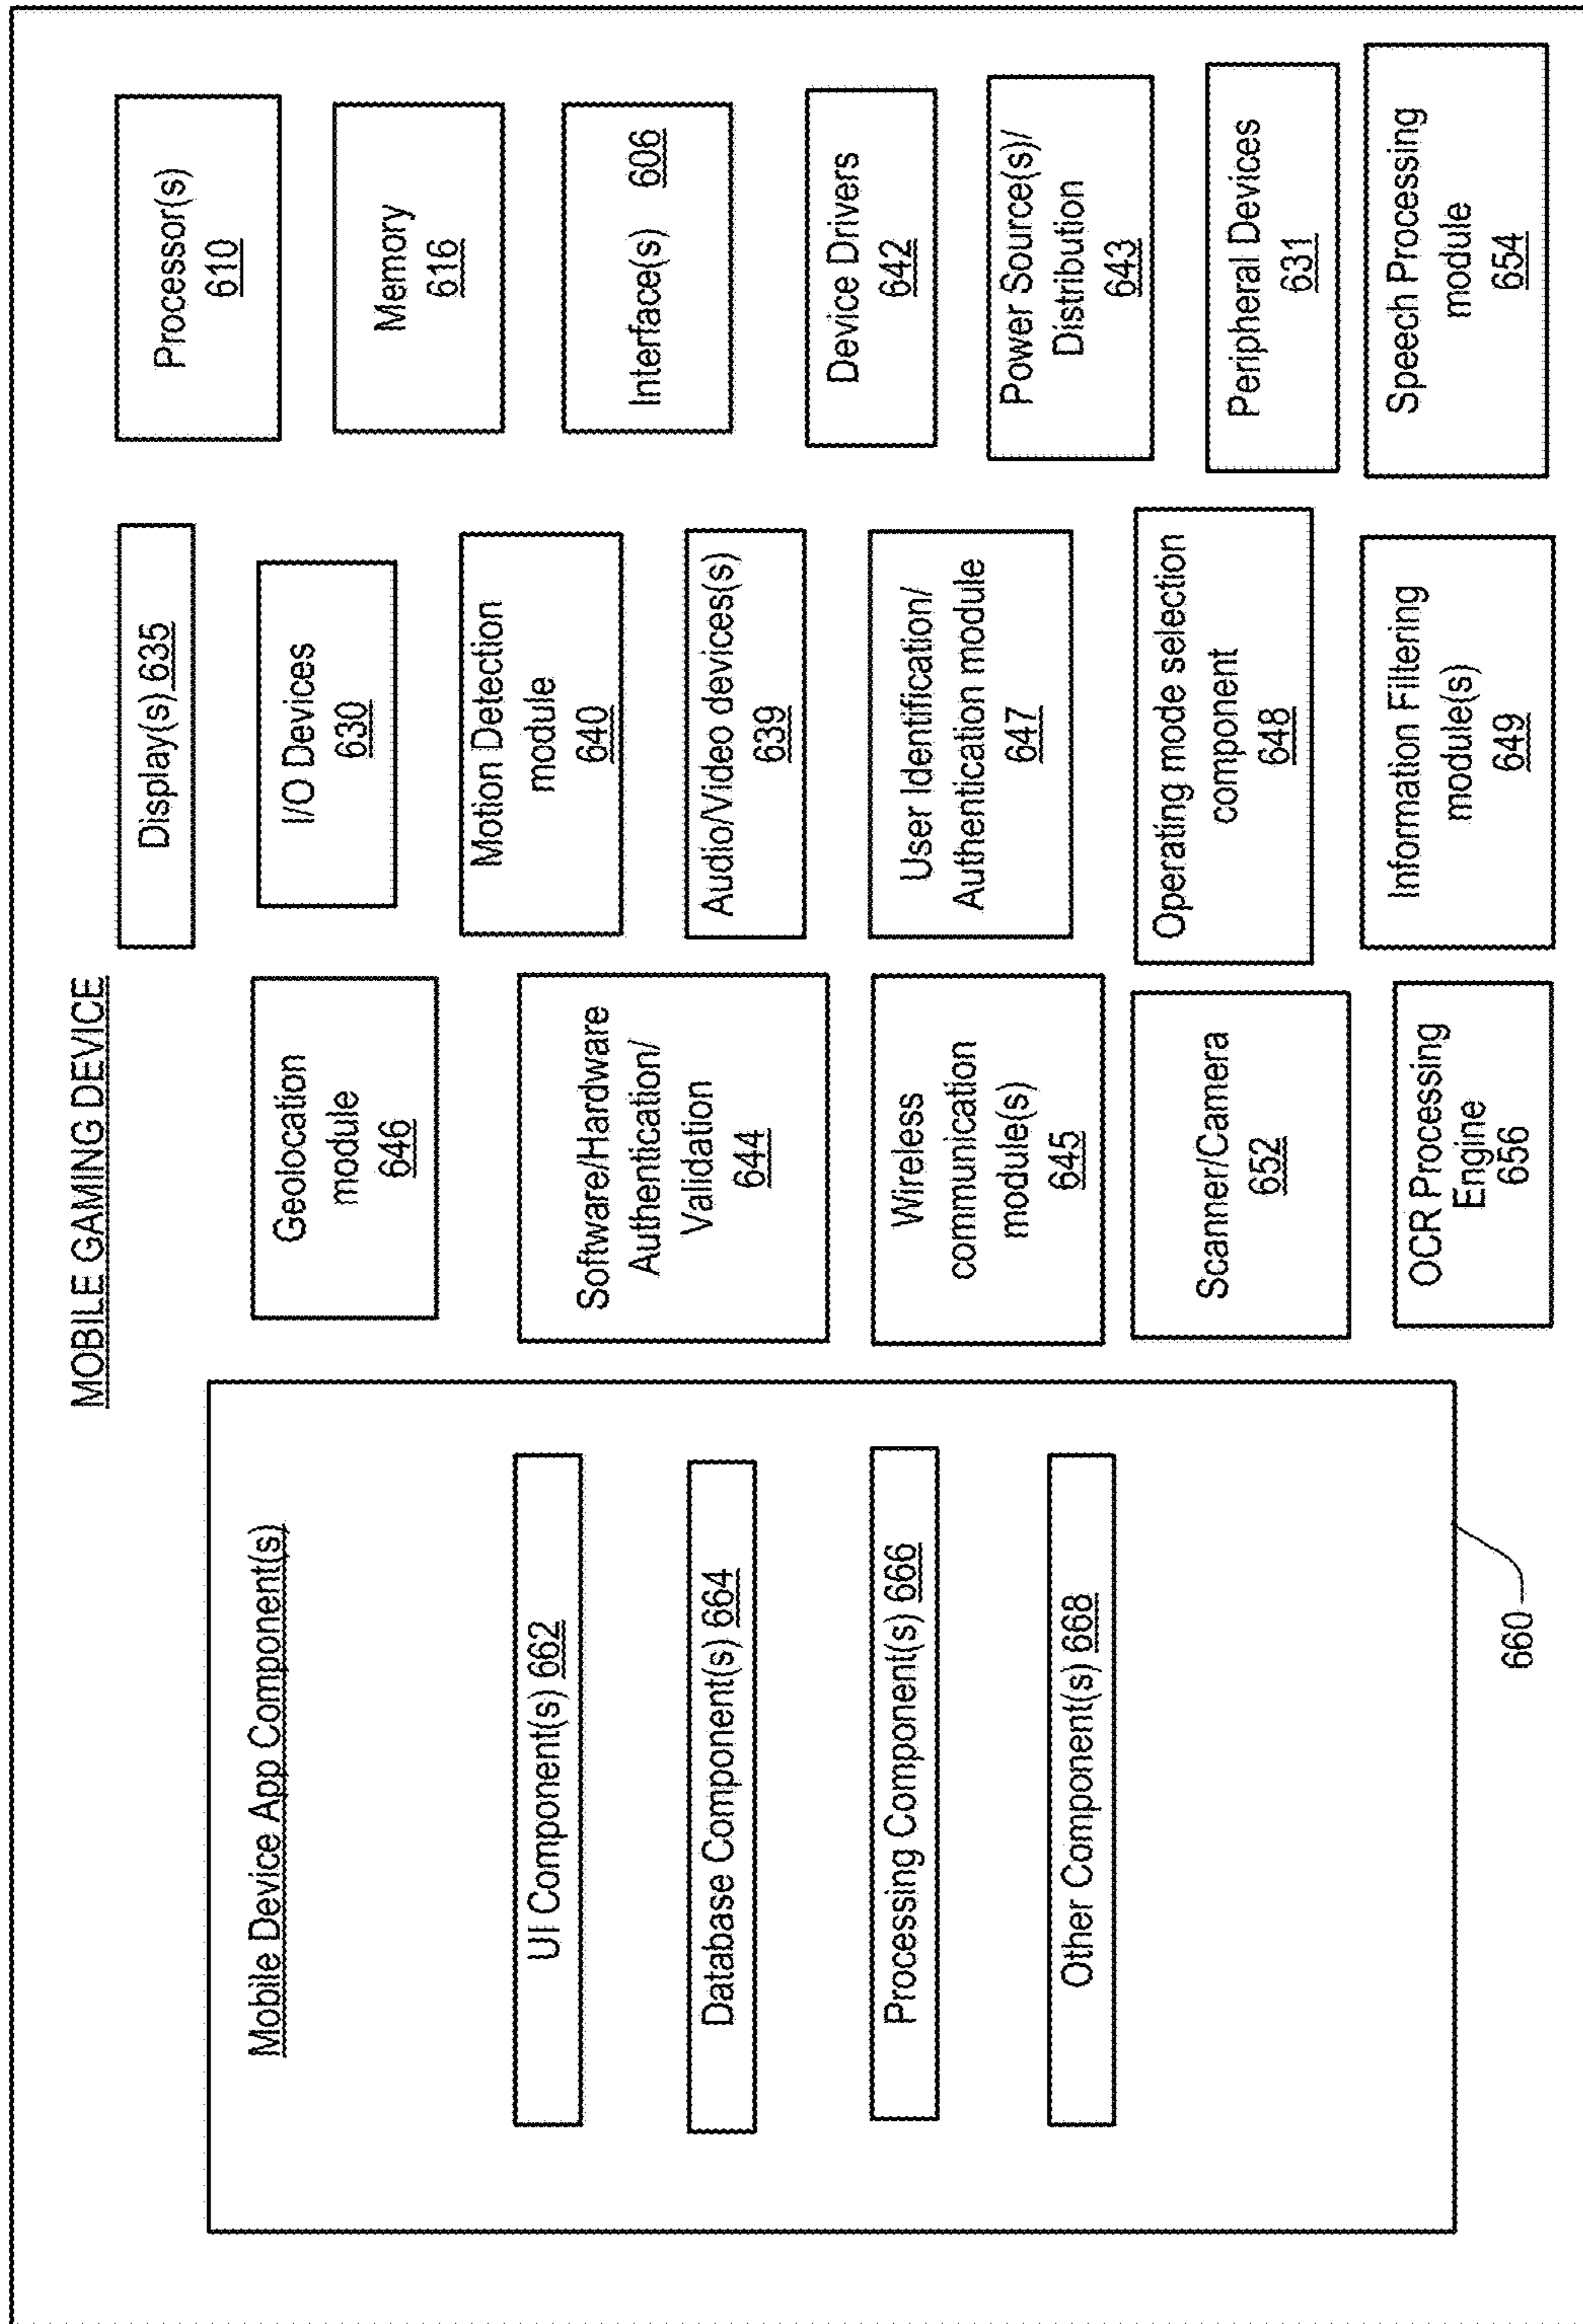 MOBILE GAMING DEVICE
Mobile Device App Component(s)
UI Component(s) 662
Database Component(s) 664
Processing Component(s) 666
Other Component(s) 668
660
Geolocation
module
646
Software/Hardware
Authentication/
Validation
644
Wireless
communication
module(s)
645
Scanner/Camera
652
OCR Processing
Engine
656
Display(s) 635
I/O Devices
630
Motion Detection
module
640
Audio/Video devices(s)
639
User Identification/
Authentication module
647
Operating mode selection
component
648
Information Filtering
module(s)
649
Processor(s)
610
Memory
616
Interface(s) 606
Device Drivers
642
Power Source(s)/
Distribution
643
Peripheral Devices
631
Speech Processing
module
654